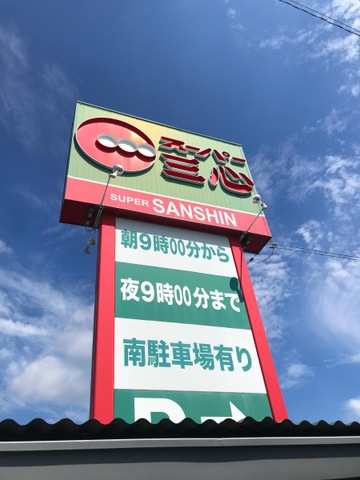 スーパー
三心
SUPER SANSHIN
朝9時00分から
夜9時00分まで
南駐車場有り
P